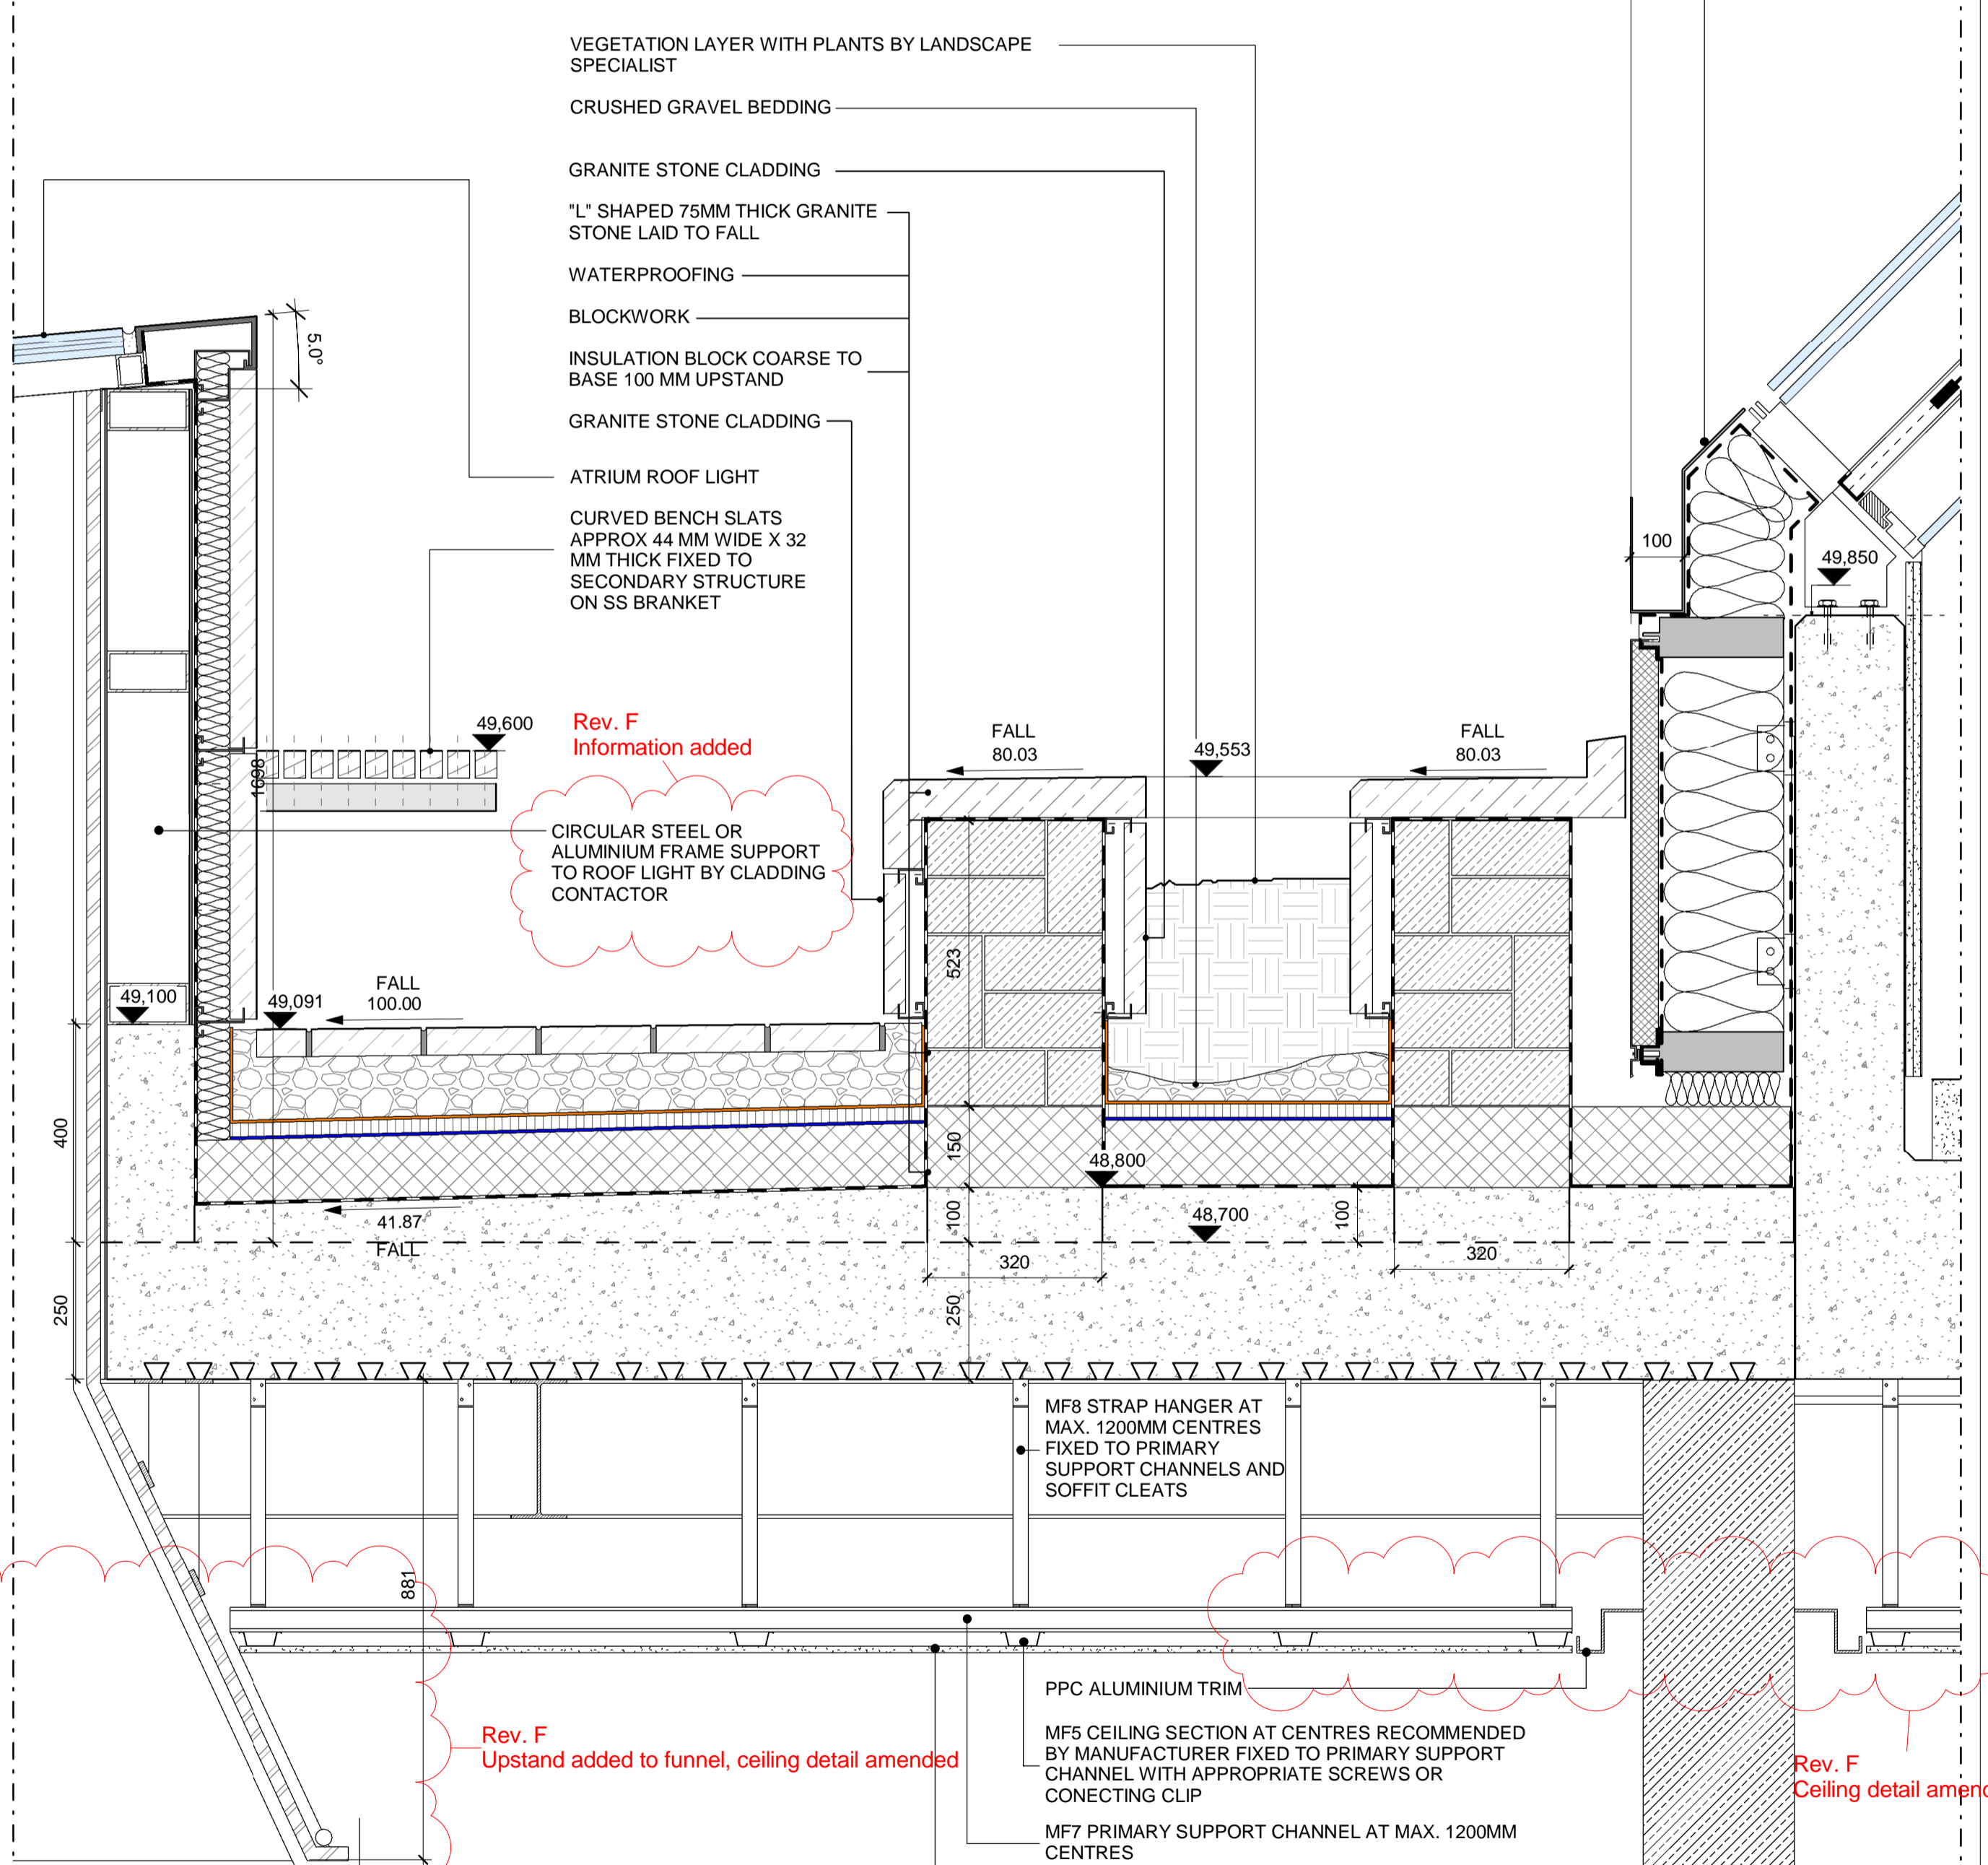 VEGETATION LAYER WITH PLANTS BY LANDSCAPE
SPECIALIST
CRUSHED GRAVEL BEDDING
GRANITE STONE CLADDING
"L" SHAPED 75MM THICK GRANITE
STONE LAID TO FALL
WATERPROOFING
BLOCKWORK
INSULATION BLOCK COARSE TO
BASE 100 MM UPSTAND
GRANITE STONE CLADDING
ATRIUM ROOF LIGHT
CURVED BENCH SLATS
APPROX 44 MM WIDE X 32
MM THICK FIXED TO
SECONDARY STRUCTURE
ON SS BRANKET
5.0°
100
49,850
49,600
Rev. F
Information added
1698
FALL
80.03
49,553
FALL
80.03
CIRCULAR STEEL OR
ALUMINIUM FRAME SUPPORT
TO ROOF LIGHT BY CLADDING
CONTACTOR
523
49,100
49,091
FALL
100.00
400
150
48,800
41.87
FALL
100
48,700
100
320
320
250
250
MF8 STRAP HANGER AT
MAX. 1200MM CENTRES
FIXED TO PRIMARY
SUPPORT CHANNELS AND
SOFFIT CLEATS
881
PPC ALUMINIUM TRIM
Rev. F
Upstand added to funnel, ceiling detail amended
MF5 CEILING SECTION AT CENTRES RECOMMENDED
BY MANUFACTURER FIXED TO PRIMARY SUPPORT
CHANNEL WITH APPROPRIATE SCREWS OR
CONECTING CLIP
Rev. F
Ceiling detail amend
MF7 PRIMARY SUPPORT CHANNEL AT MAX. 1200MM
CENTRES